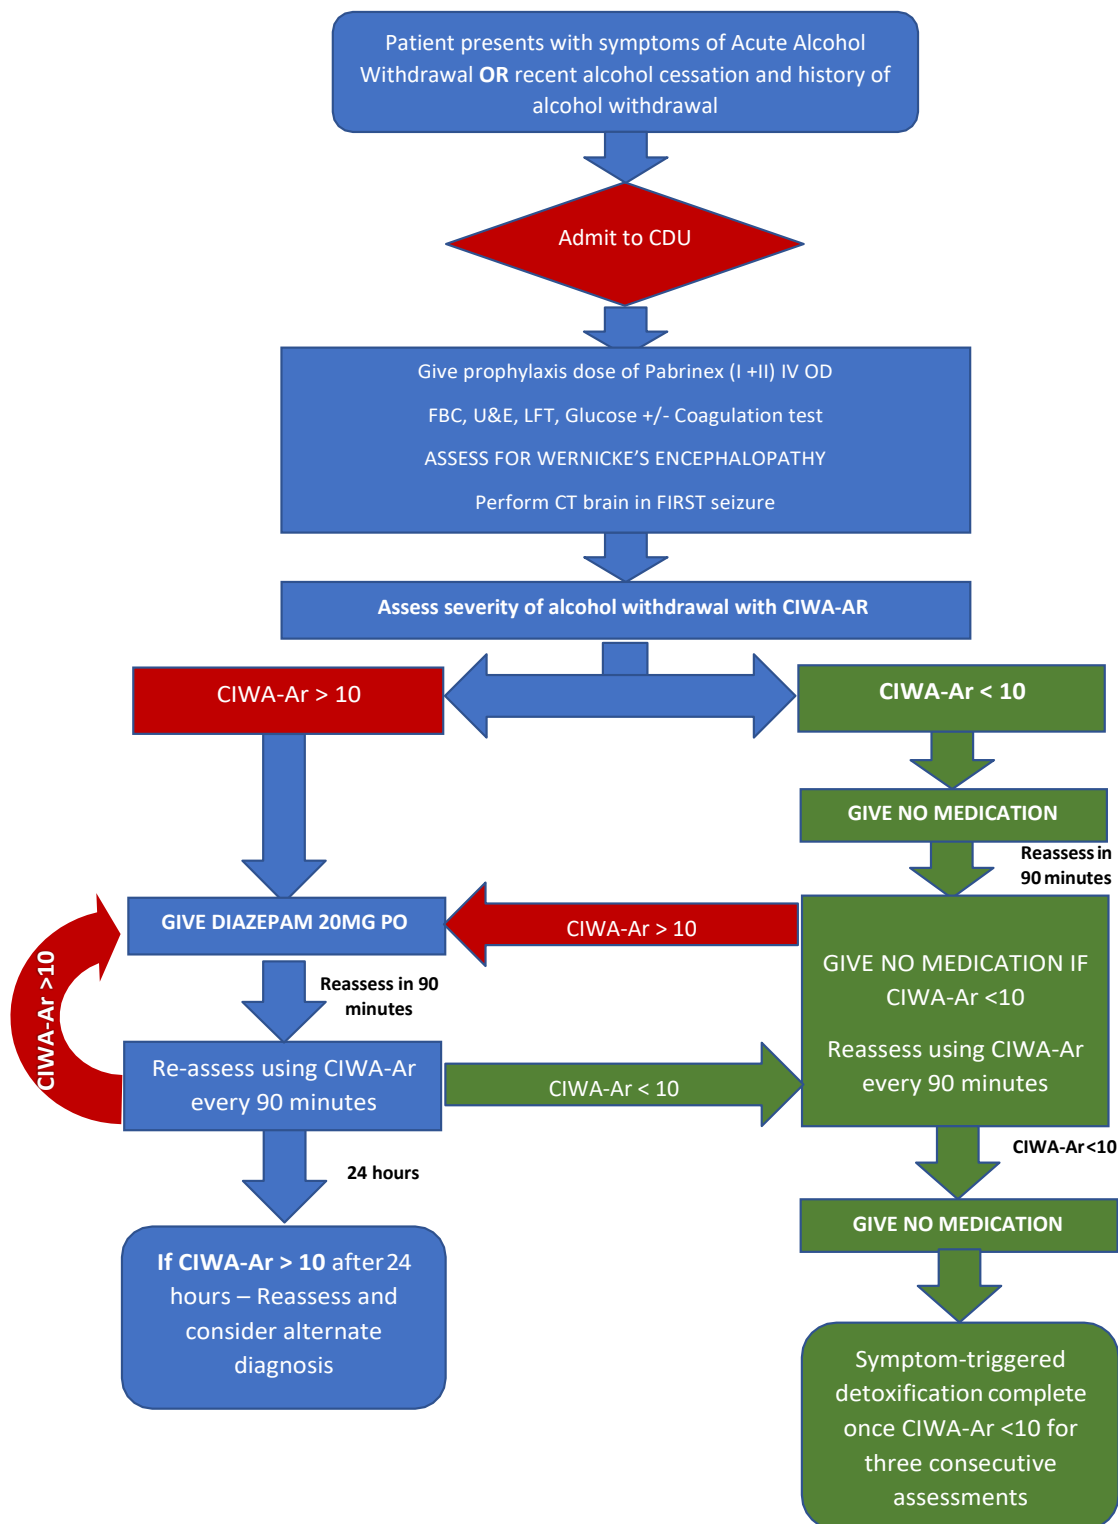 Patient presents with symptoms of Acute Alcohol
Withdrawal OR recent alcohol cessation and history of
alcohol withdrawal
Admit to CDU
Give prophylaxis dose of Pabrinex (I +II) IV OD
FBC, U&E, LFT, Glucose +/- Coagulation test
ASSESS FOR WERNICKE’S ENCEPHALOPATHY
Perform CT brain in FIRST seizure
Assess severity of alcohol withdrawal with CIWA-AR
CIWA-Ar > 10
CIWA-Ar < 10
GIVE NO MEDICATION
Reassess in
90 minutes
GIVE DIAZEPAM 20MG PO
CIWA-Ar > 10
CIWA-Ar >10
GIVE NO MEDICATION IF
CIWA-Ar <10
Reassess using CIWA-Ar
every 90 minutes
Reassess in 90
minutes
Re-assess using CIWA-Ar
every 90 minutes
CIWA-Ar < 10
CIWA-Ar <10
24 hours
GIVE NO MEDICATION
If CIWA-Ar > 10 after 24
hours – Reassess and
consider alternate
diagnosis
Symptom-triggered
detoxification complete
once CIWA-Ar <10 for
three consecutive
assessments